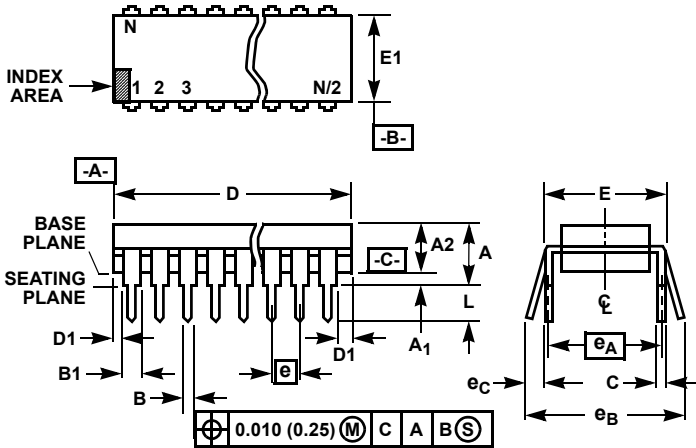 N
E1
INDEX
AREA
1 2 3 N/2
-B-
-A-
D
E
BASE
PLANE
A2
A
-C-
SEATING
PLANE
L
℄
D1
A1
D1
eA
B1
e
eC
C
B
eB
⌖ 0.010 (0.25) Ⓜ C A B Ⓢ